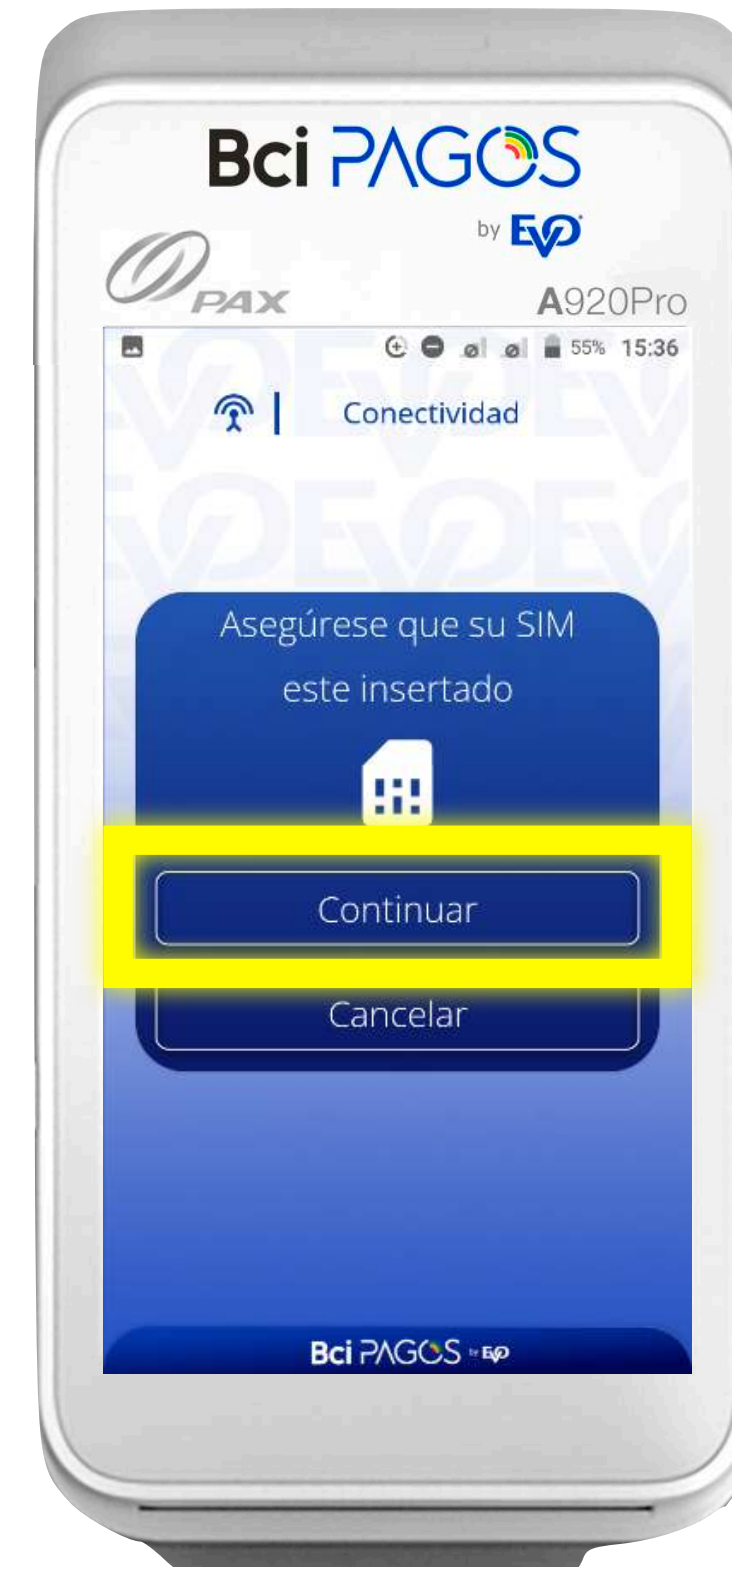 Bci PAGOS
by EVO
PAX
A920Pro
55% 15:36
Conectividad
Asegúrese que su SIM
este insertado
Continuar
Cancelar
Bci PAGOS by EVO